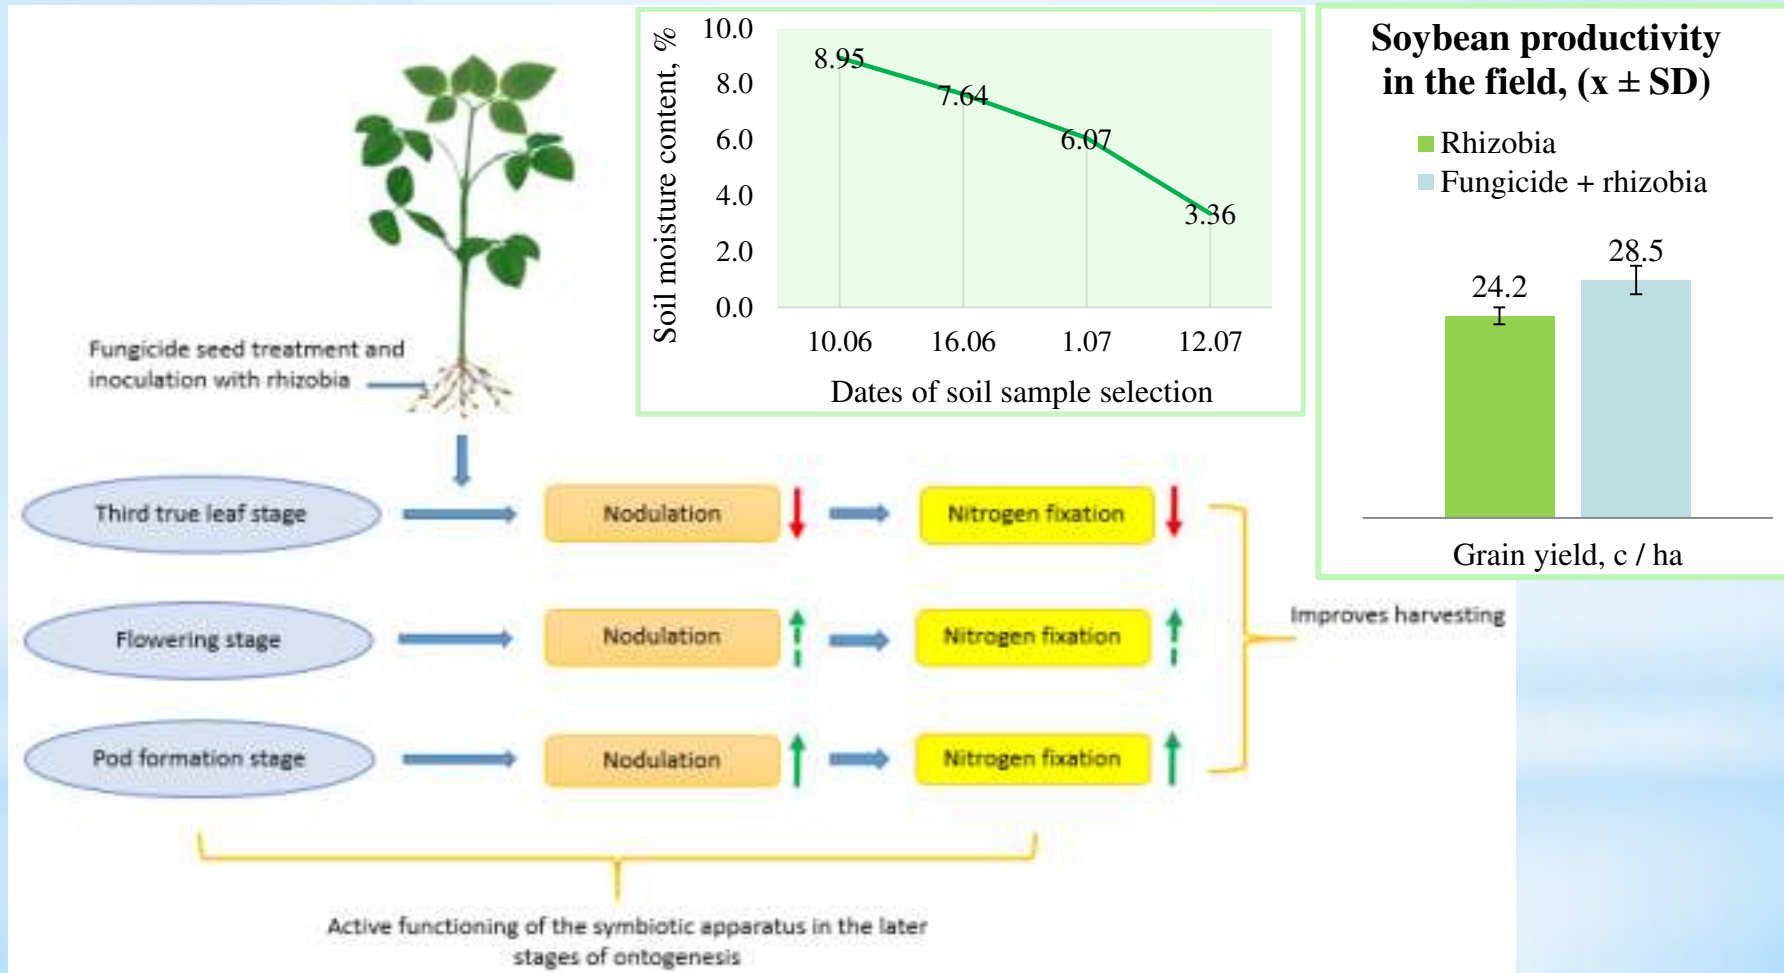 Soil moisture content, %
10.0
8.0
6.0
4.0
2.0
0.0
8.95
7.64
6.07
3.36
10.06
16.06
1.07
12.07
Dates of soil sample selection
Soybean productivity
in the field, (x ± SD)
Rhizobia
Fungicide + rhizobia
24.2
28.5
Grain yield, c / ha
Fungicide seed treatment and
inoculation with rhizobia
Third true leaf stage
Nodulation
Nitrogen fixation
Flowering stage
Nodulation
Nitrogen fixation
Improves harvesting
Pod formation stage
Nodulation
Nitrogen fixation
Active functioning of the symbiotic apparatus in the later
stages of ontogenesis